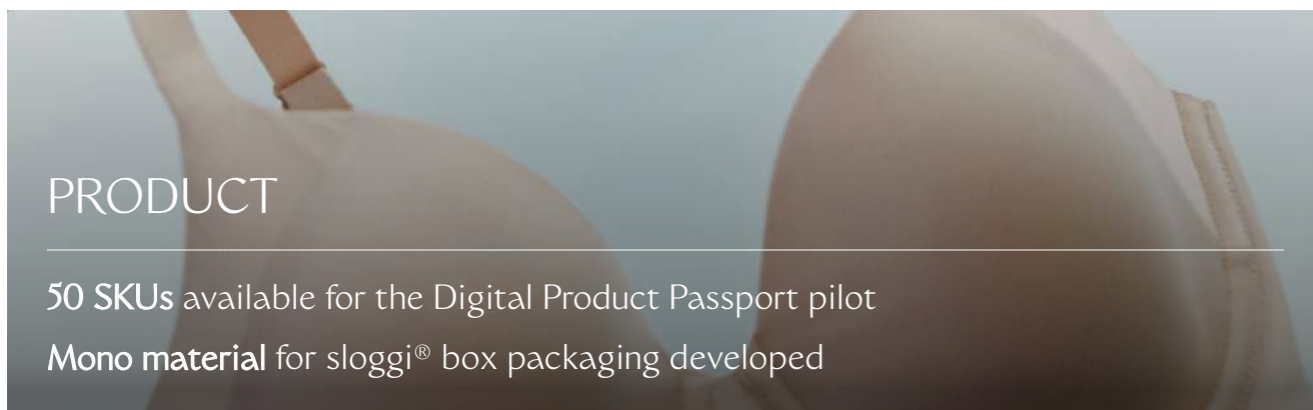 PRODUCT
50 SKUs available for the Digital Product Passport pilot
Mono material for sloggi® box packaging developed